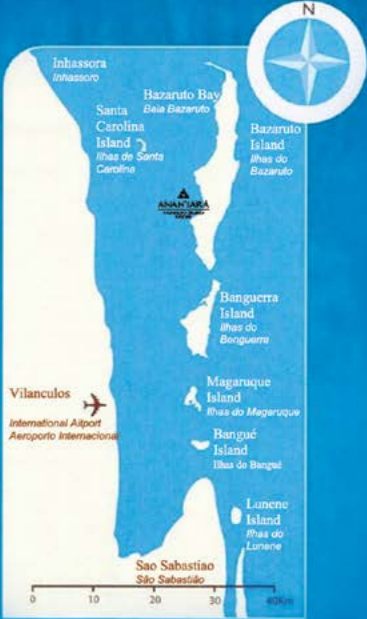 N
Inhassora
Inhassoro
Bazaruto Bay
Baia Bazaruto
Santa
Carolina
Island
Ilhas de Santa
Carolina
Bazaruto
Island
Ilhas do
Bazaruto
ANANTARA
Banguerra
Island
Ilhas do
Benguerra
Vilanculos
International Aitport
Aeroporto Internacional
Magaruque
Island
Ilhas do Magaruque
Bangué
Island
Ilhas do Bangué
Lunene
Island
Ilhas do
Lunene
Sao Sabastiao
São Sabastião
0 10 20 30 40Km